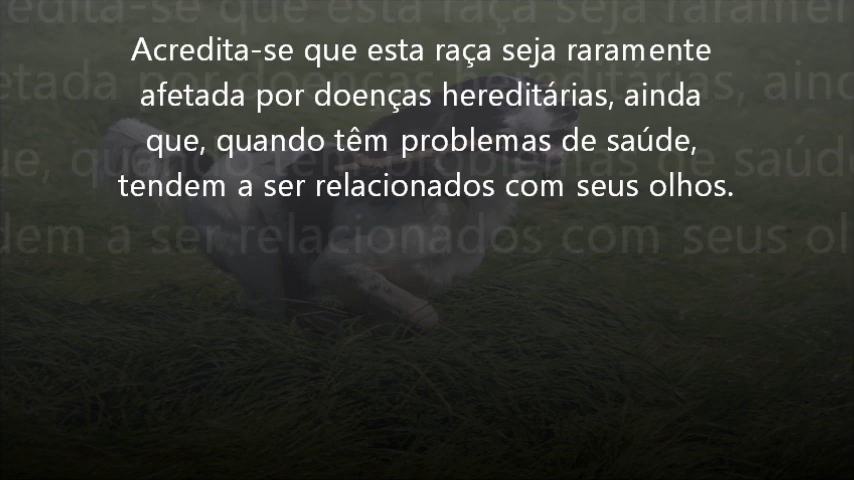 Acredita-se que esta raça seja raramente
afetada por doenças hereditárias, ainda
que, quando têm problemas de saúde,
tendem a ser relacionados com seus olhos.